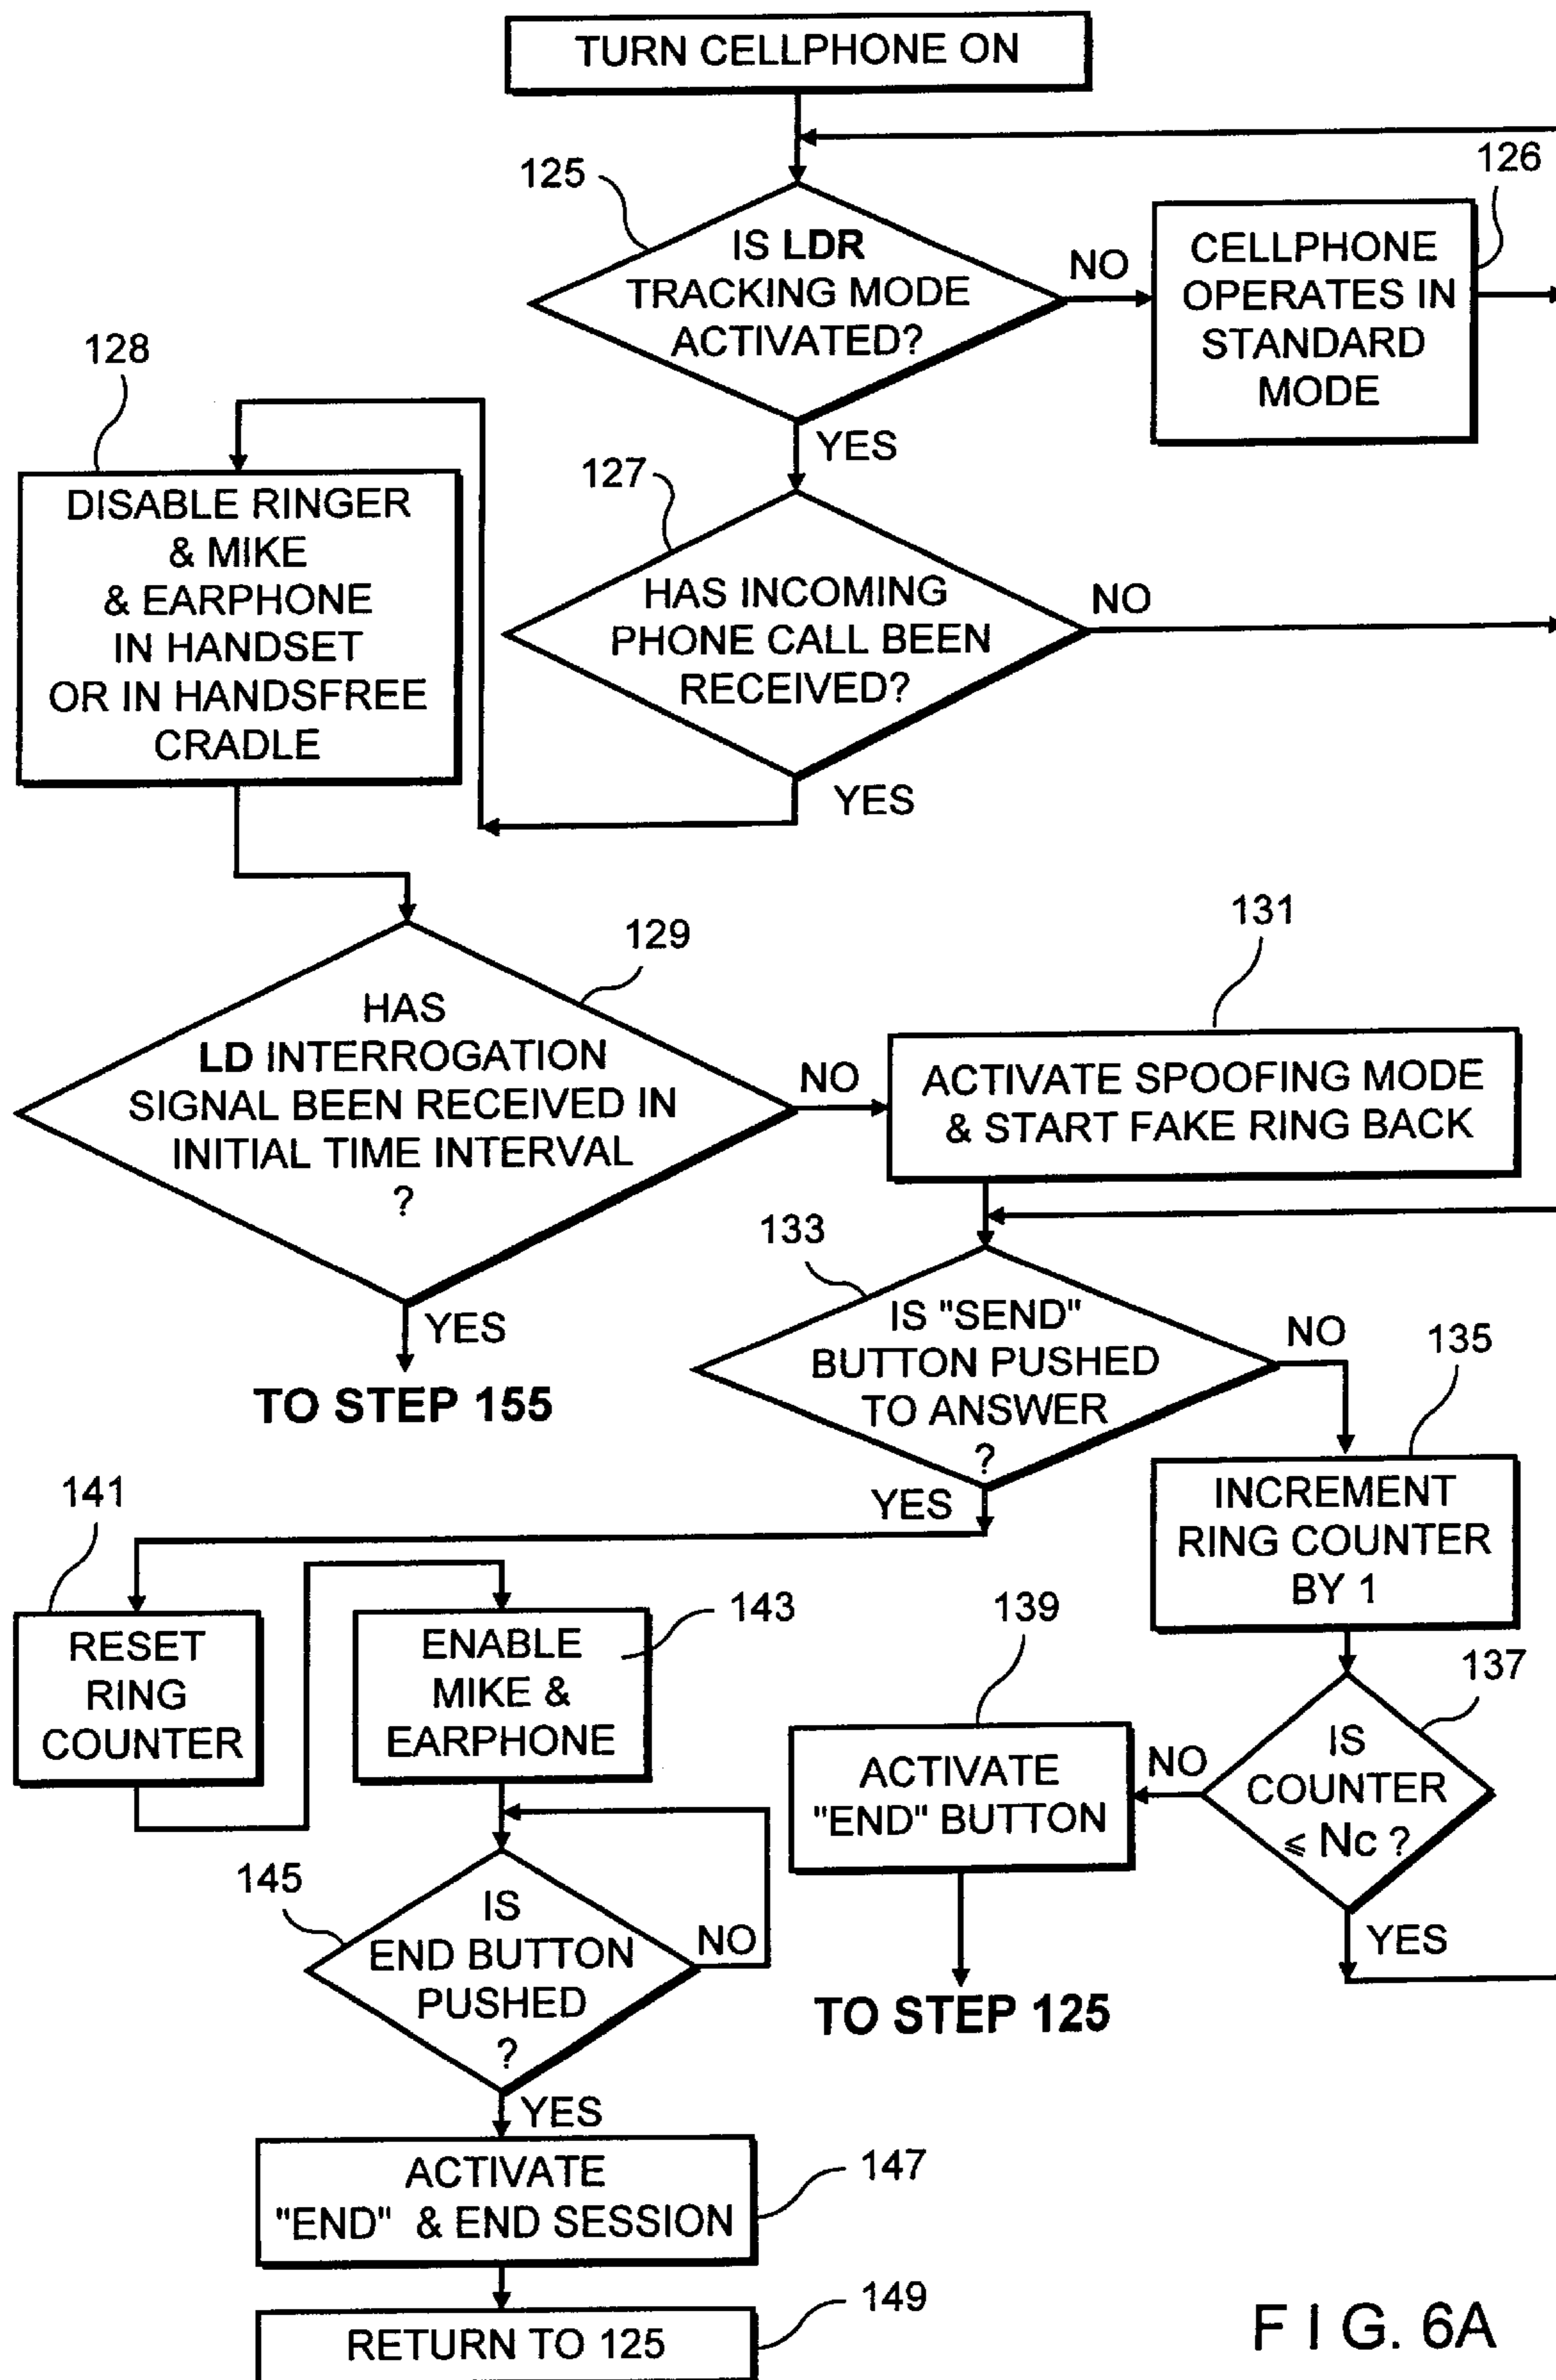 TURN CELLPHONE ON
125
IS LDR
TRACKING MODE
ACTIVATED?
NO
126
CELLPHONE
OPERATES IN
STANDARD
MODE
YES
127
HAS INCOMING
PHONE CALL BEEN
RECEIVED?
NO
YES
128
DISABLE RINGER
& MIKE
& EARPHONE
IN HANDSET
OR IN HANDSFREE
CRADLE
129
HAS
LD INTERROGATION
SIGNAL BEEN RECEIVED IN
INITIAL TIME INTERVAL
?
NO
YES
TO STEP 155
131
ACTIVATE SPOOFING MODE
& START FAKE RING BACK
133
IS "SEND"
BUTTON PUSHED
TO ANSWER
?
NO
YES
135
INCREMENT
RING COUNTER
BY 1
137
IS
COUNTER
⩽ Nc ?
NO
YES
139
ACTIVATE
"END" BUTTON
TO STEP 125
141
RESET
RING
COUNTER
143
ENABLE
MIKE &
EARPHONE
145
IS
END BUTTON
PUSHED
?
NO
YES
147
ACTIVATE
"END" & END SESSION
149
RETURN TO 125
FIG. 6A